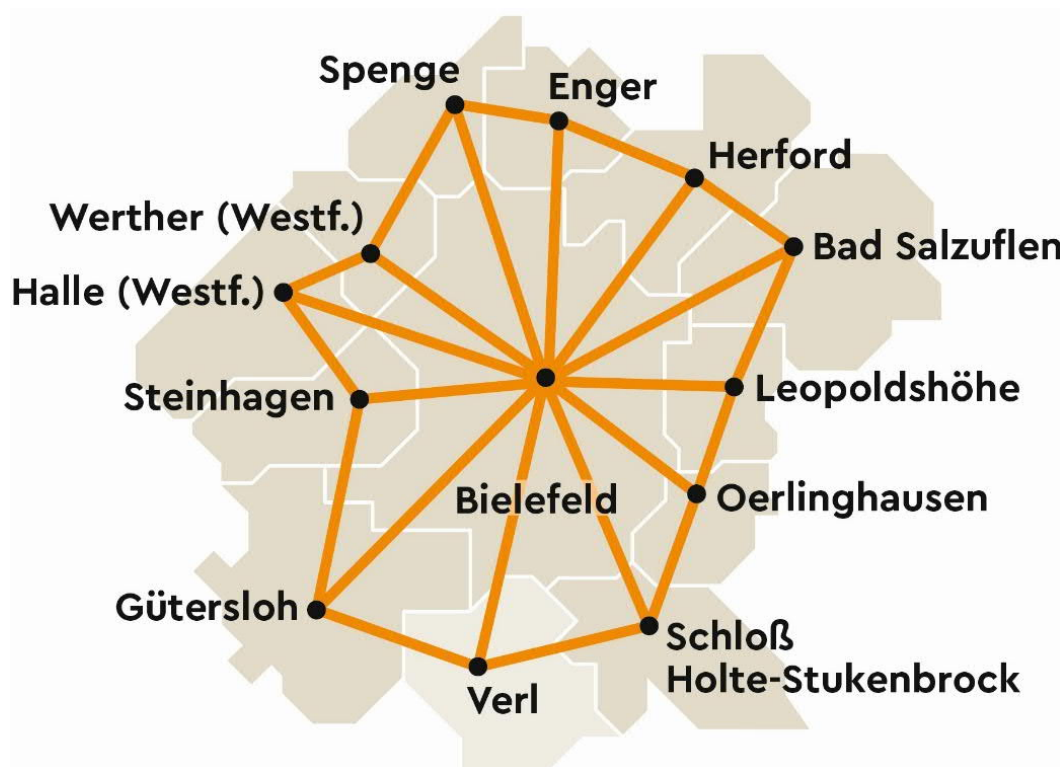 Spenge
Enger
Herford
Werther (Westf.)
Bad Salzuflen
Halle (Westf.)
Steinhagen
Leopoldshöhe
Bielefeld
Oerlinghausen
Gütersloh
Schloß
Holte-Stukenbrock
Verl